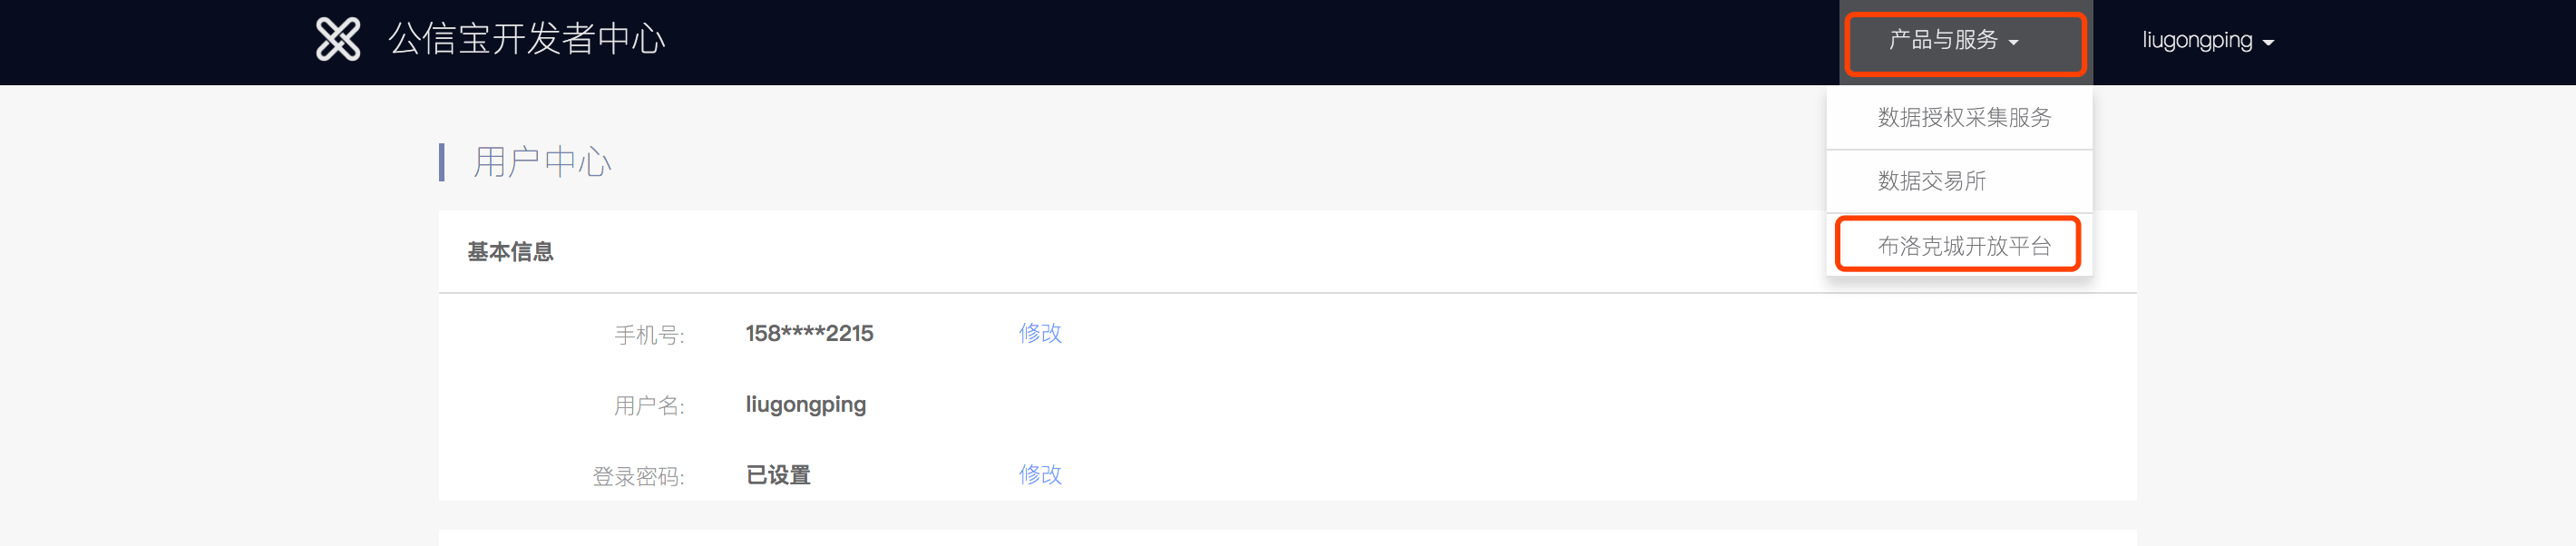 公信宝开发者中心
产品与服务
liugongping
数据授权采集服务
数据交易所
布洛克城开放平台
用户中心
基本信息
手机号: 158****2215 修改
用户名: liugongping
登录密码: 已设置 修改